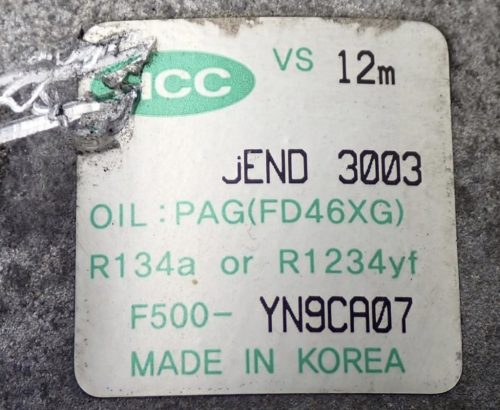 VS 12m
jEND 3003
OIL : PAG(FD46XG)
R134a or R1234yf
F500- YN9CA07
MADE IN KOREA